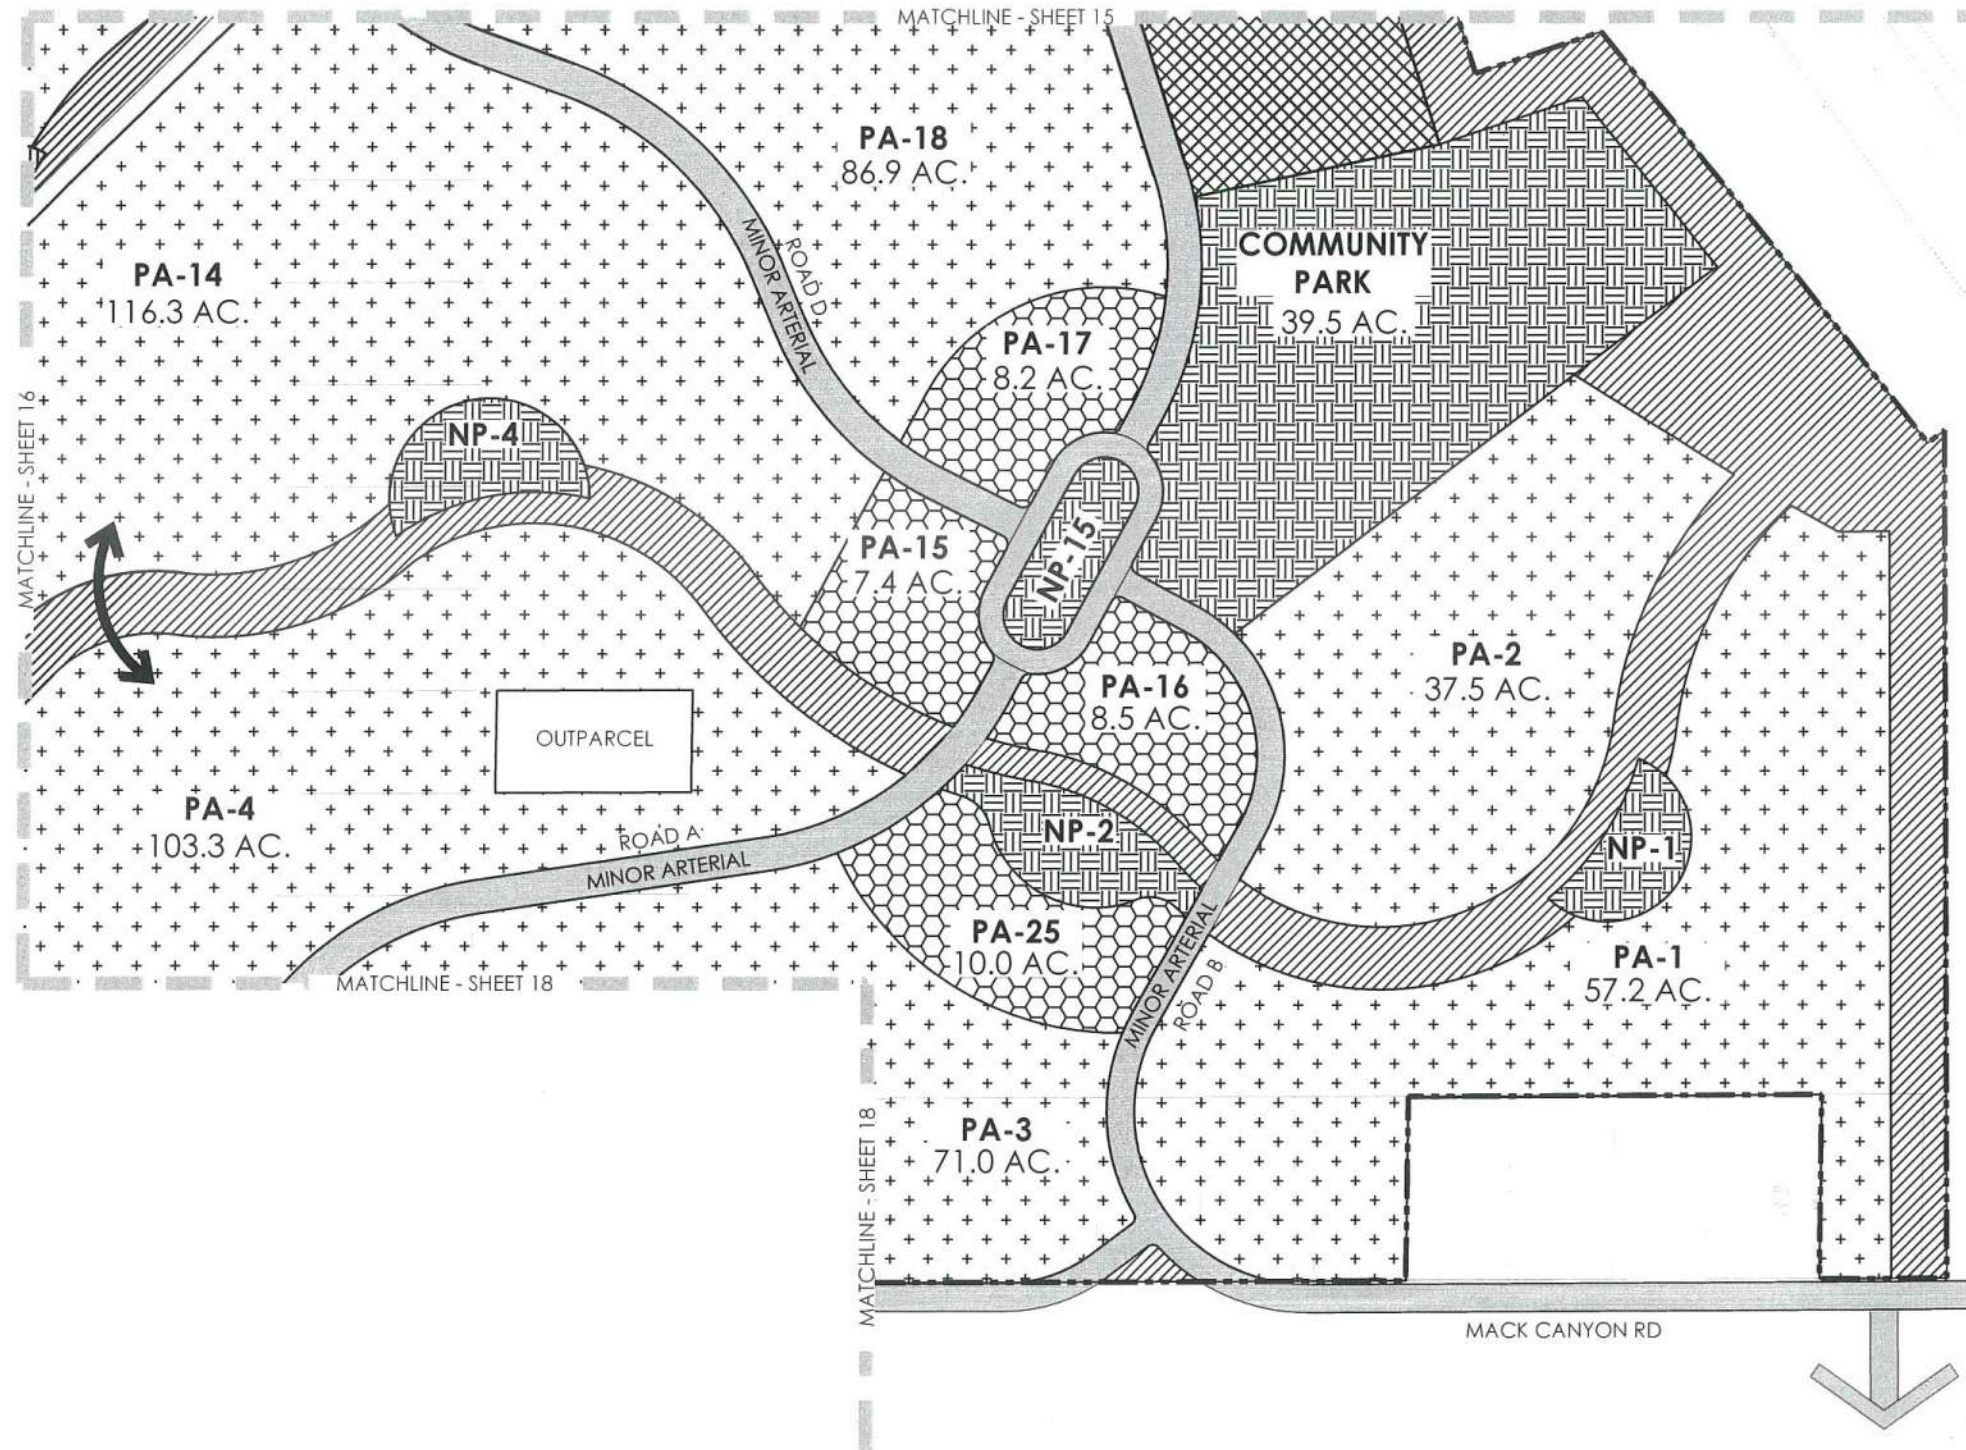 MATCHLINE - SHEET 15
PA-18
86.9 AC.
COMMUNITY
PARK
39.5 AC.
ROAD D
MINOR ARTERIAL
PA-14
116.3 AC.
PA-17
8.2 AC.
MATCHLINE - SHEET 16
NP-4
PA-15
7.4 AC.
NP-15
PA-2
37.5 AC.
PA-16
8.5 AC.
OUTPARCEL
PA-4
103.3 AC.
ROAD A
MINOR ARTERIAL
NP-2
NP-1
PA-25
10.0 AC.
PA-1
57.2 AC.
MINOR ARTERIAL
ROAD B
MATCHLINE - SHEET 18
PA-3
71.0 AC.
MATCHLINE - SHEET 18
MACK CANYON RD